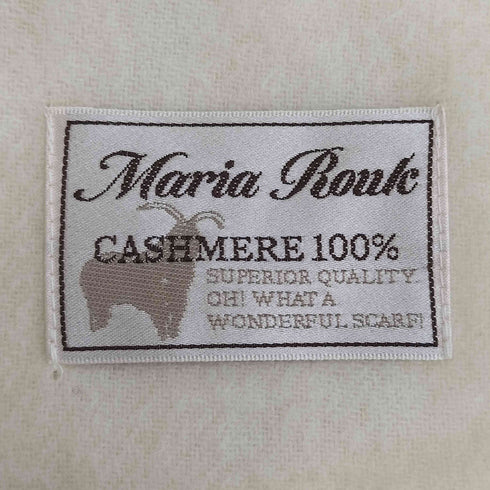 Maria Rouk
CASHMERE 100%
SUPERIOR QUALITY.
OH! WHAT A
WONDERFUL SCARF!